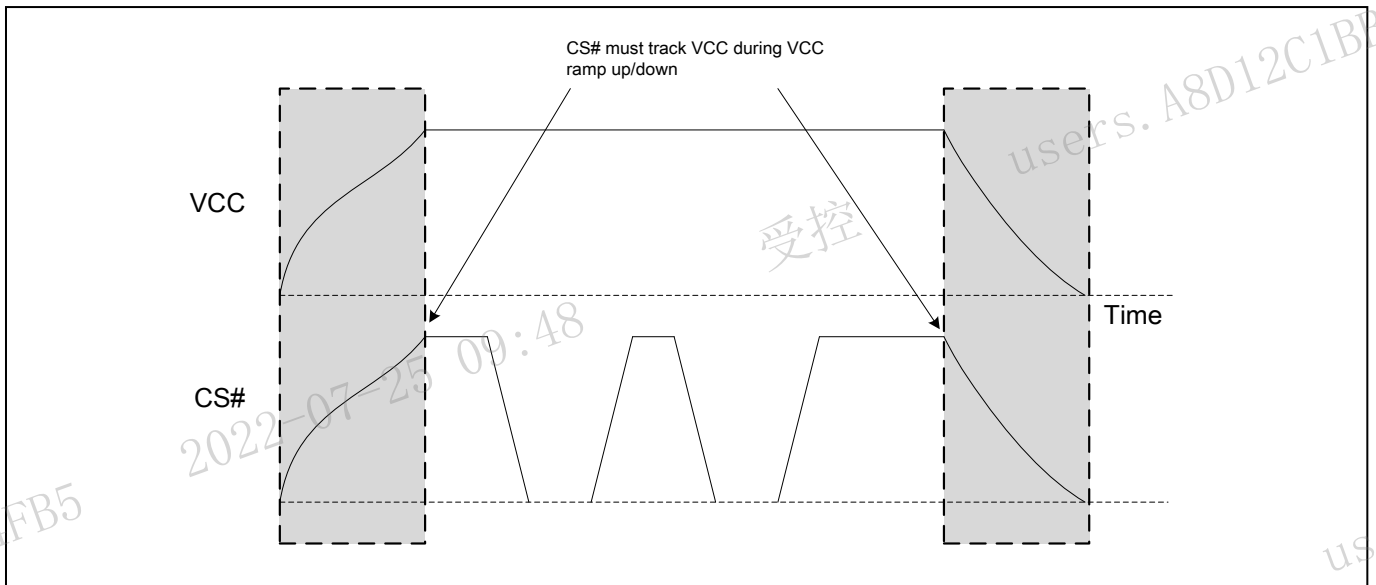 CS# must track VCC during VCC
ramp up/down
users.A8D12C1BF
VCC
受控
Time
2022-07-25 09:48
CS#
FB5
us